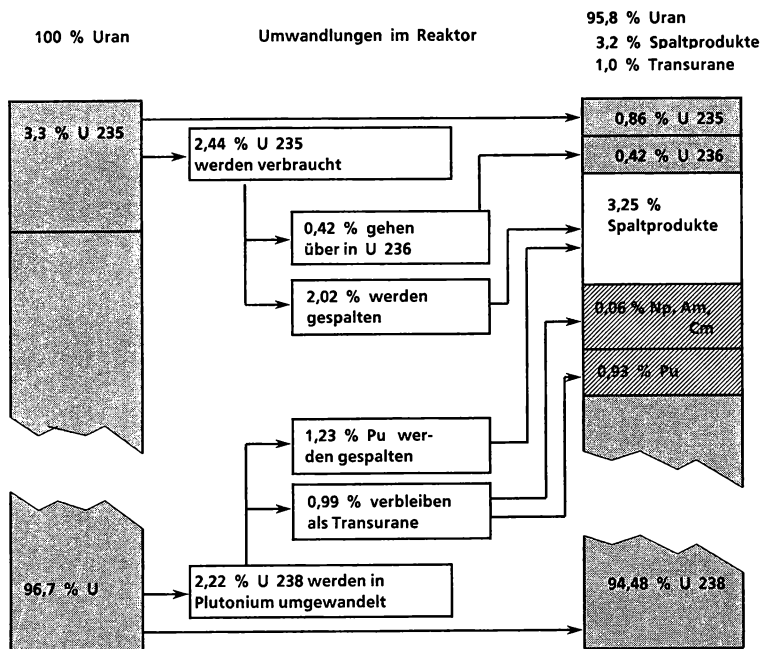 100 % Uran
Umwandlungen im Reaktor
95,8 % Uran
3,2 % Spaltprodukte
1,0 % Transurane
3,3 % U 235
2,44 % U 235
werden verbraucht
0,42 % gehen
über in U 236
2,02 % werden
gespalten
0,86 % U 235
0,42 % U 236
3,25 %
Spaltprodukte
0,06 % Np, Am,
Cm
0,93 % Pu
1,23 % Pu wer-
den gespalten
0,99 % verbleiben
als Transurane
96,7 % U
2,22 % U 238 werden in
Plutonium umgewandelt
94,48 % U 238